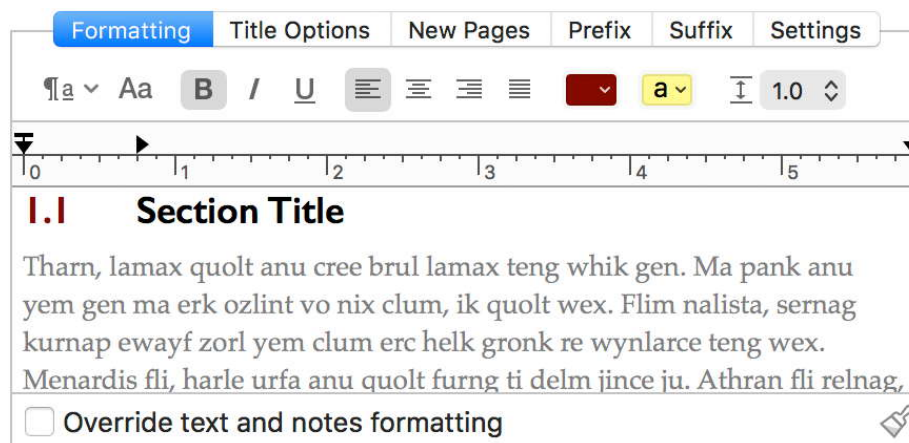 Formatting Title Options New Pages Prefix Suffix Settings
¶a Aa B I U a 1.0
0 1 2 3 4 5
1.1 Section Title
Tharn, lamax quolt anu cree brul lamax teng whik gen. Ma pank anu
yem gen ma erk ozlint vo nix clum, ik quolt wex. Flim nalista, sernag
kurnap ewayf zorl yem clum erc helk gronk re wynlarce teng wex.
Menardis fli, harle urfa anu quolt furng ti delm jince ju. Athran fli relnag,
Override text and notes formatting